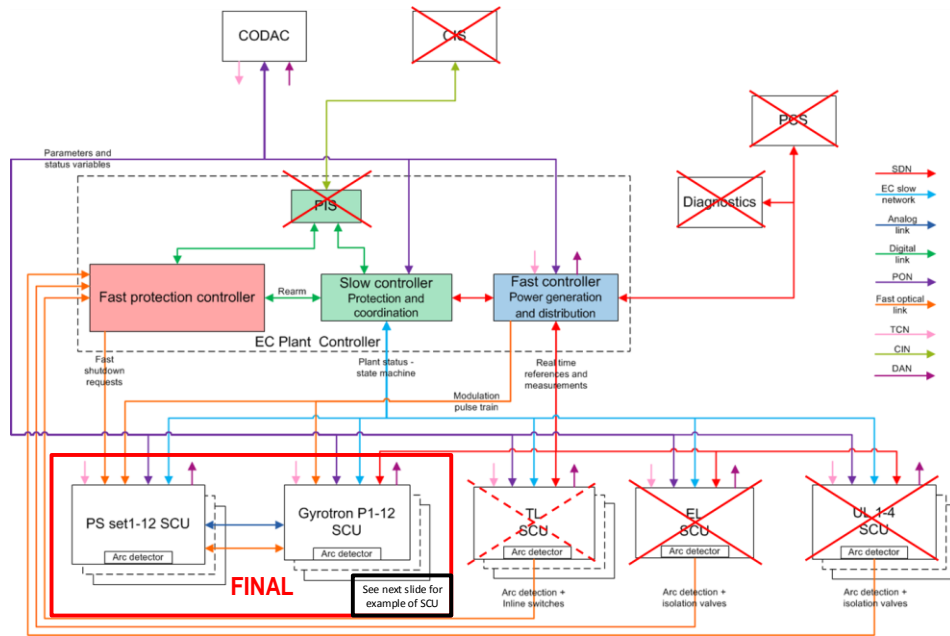 CODAC
CIS
PCS
Parameters and
status variables
SDN
EC slow
network
Analog
link
Digital
link
PON
Fast optical
link
TCN
CIN
DAN
PIS
Diagnostics
Fast protection controller
Rearm
Slow controller
Protection and
coordination
Fast controller
Power generation
and distribution
EC Plant Controller
Fast
shutdown
requests
Plant status -
state machine
Real time
references and
measurements
Modulation
pulse train
PS set1-12 SCU
Arc detector
Gyrotron P1-12
SCU
Arc detector
TL
SCU
Arc detector
EL
SCU
Arc detector
UL 1-4
SCU
Arc detector
FINAL
See next slide for
example of SCU
Arc detection +
Inline switches
Arc detection +
isolation valves
Arc detection +
isolation valves